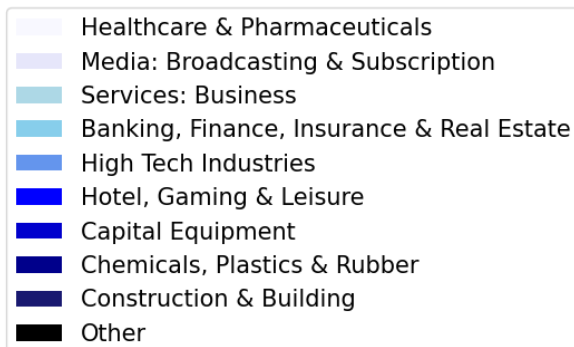 Healthcare & Pharmaceuticals
Media: Broadcasting & Subscription
Services: Business
Banking, Finance, Insurance & Real Estate
High Tech Industries
Hotel, Gaming & Leisure
Capital Equipment
Chemicals, Plastics & Rubber
Construction & Building
Other